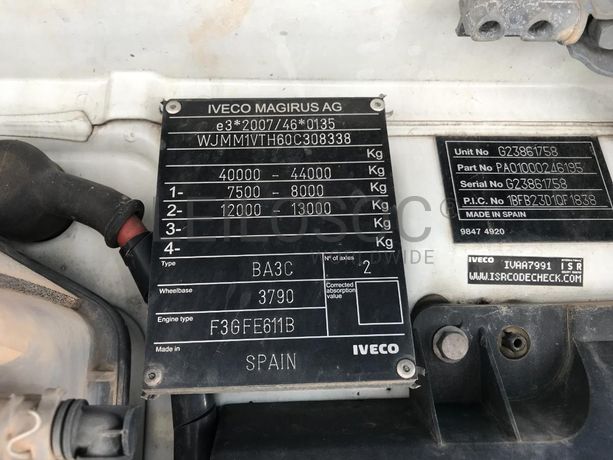 IVECO MAGIRUS AG
e3*2007/46*0135
WJMM1VTH60C308338
Kg
40000 - 44000 Kg
1- 7500 - 8000 Kg
2- 12000 - 13000 Kg
3- Kg
4- Kg
Type BA3C N° of axles 2
Wheelbase 3790 Corrected absorption value
Engine type F3GFE611B
Made in SPAIN IVECO
Unit No G23861758
Part No PA01000246195
Serial No G23861758
P.I.C. No 1BFB23D10F1838
MADE IN SPAIN
9847 4920
IVECO IVAA7991 ISR
WWW.ISRCODECHECK.COM
WORLDWIDE